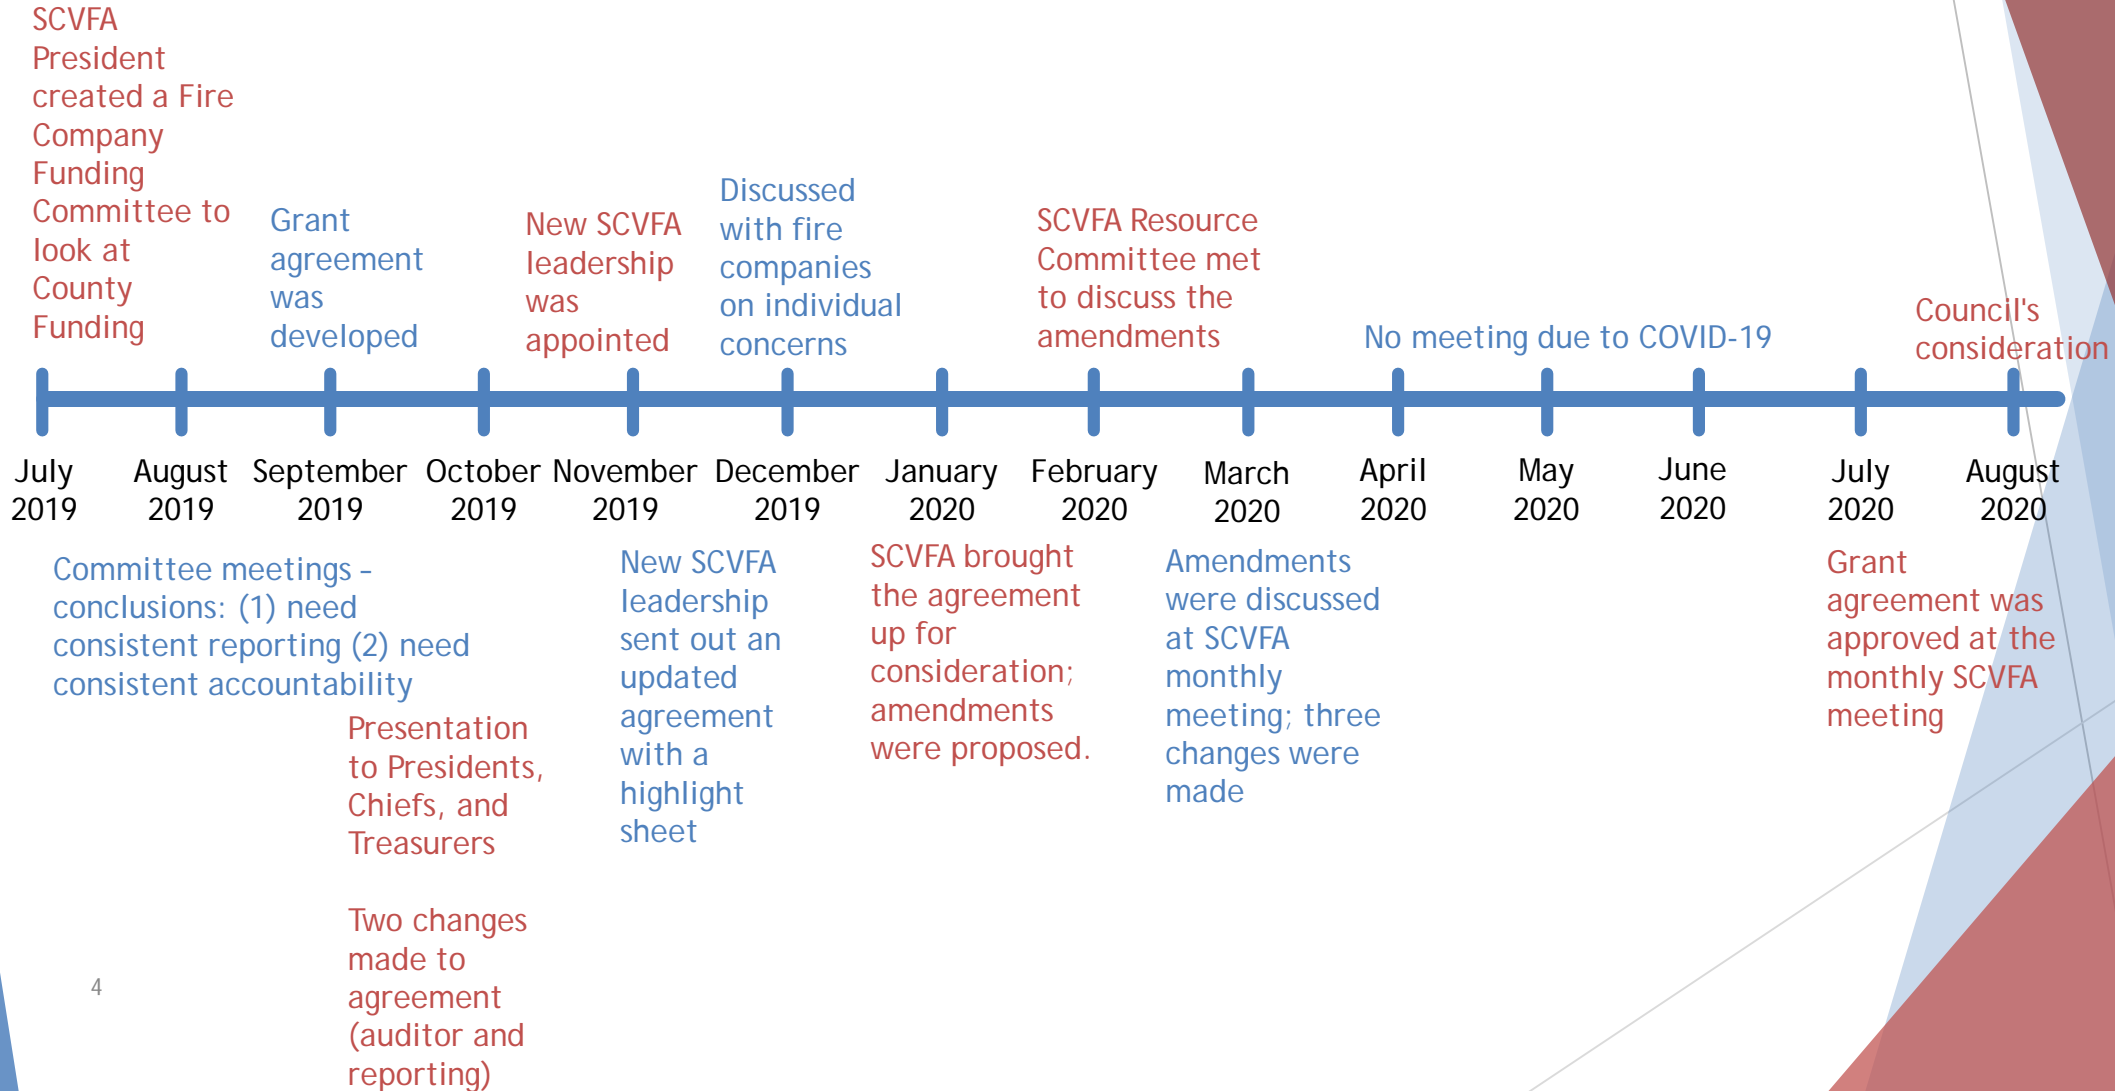 SCVFA
President
created a Fire
Company
Funding
Committee to
look at
County
Funding
Grant
agreement
was
developed
New SCVFA
leadership
was
appointed
Discussed
with fire
companies
on individual
concerns
SCVFA Resource
Committee met
to discuss the
amendments
No meeting due to COVID-19
Council's
consideration
July
2019
August
2019
September
2019
October
2019
November
2019
December
2019
January
2020
February
2020
March
2020
April
2020
May
2020
June
2020
July
2020
August
2020
Committee meetings –
conclusions: (1) need
consistent reporting (2) need
consistent accountability
Presentation
to Presidents,
Chiefs, and
Treasurers
Two changes
made to
agreement
(auditor and
reporting)
New SCVFA
leadership
sent out an
updated
agreement
with a
highlight
sheet
SCVFA brought
the agreement
up for
consideration;
amendments
were proposed.
Amendments
were discussed
at SCVFA
monthly
meeting; three
changes were
made
Grant
agreement was
approved at the
monthly SCVFA
meeting
4